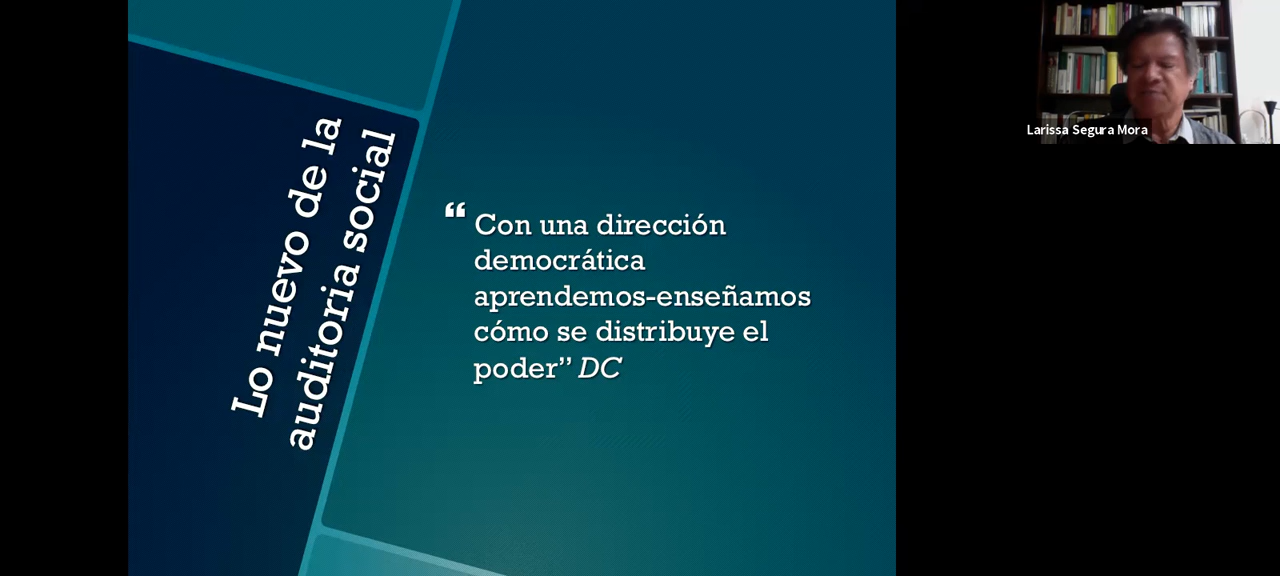 Lo nuevo de la
auditoria social
“ Con una dirección
democrática
aprendemos-enseñamos
cómo se distribuye el
poder” DC
Larissa Segura Mora